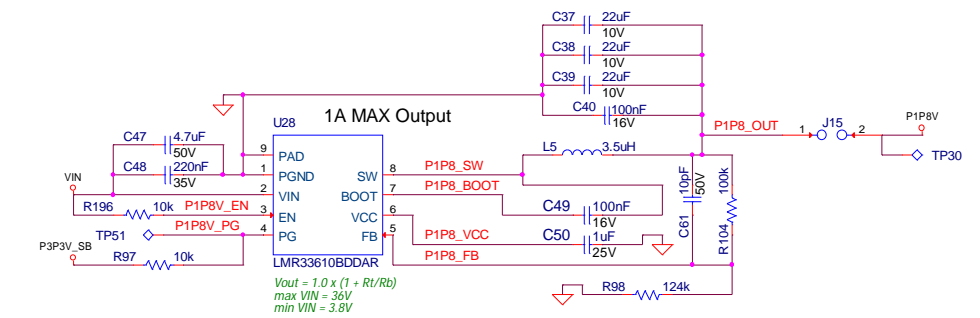 C37 22uF
10V
C38 22uF
10V
C39 22uF
10V
C40 100nF
16V
1A MAX Output
U28
P1P8_OUT 1 J15 2 P1P8V
TP30
C47 4.7uF
50V
C48 220nF
35V
L5 3.5uH
9 PAD
1 PGND SW 8 P1P8_SW
VIN 2 VIN BOOT 7 P1P8_BOOT
R196 10k P1P8V_EN 3 EN VCC 6 P1P8_VCC
TP51 P1P8V_PG 4 PG FB 5 P1P8_FB
C49 100nF
16V
C50 1uF
25V
C61 10pF
50V
R104 100k
P3P3V_SB
R97 10k
LMR33610BDDAR
R98 124k
Vout = 1.0 x (1 + Rt/Rb)
max VIN = 36V
min VIN = 3.8V